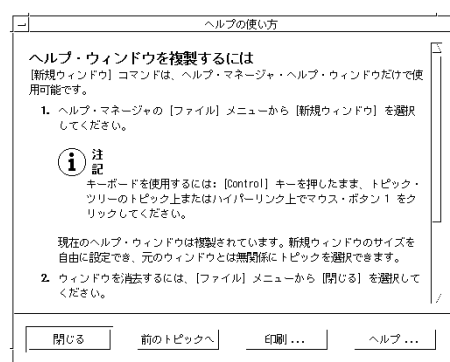 ヘルプの使い方
ヘルプ・ウィンドウを複製するには
[新規ウィンドウ] コマンドは、ヘルプ・マネージャ・ヘルプ・ウィンドウだけで使
用可能です。
1. ヘルプ・マネージャの [ファイル] メニューから [新規ウィンドウ] を選択
してください。
注
記
キーボードを使用するには: [Control] キーを押したまま、トピック・
ツリーのトピック上またはハイパーリンク上でマウス・ボタン 1 をク
リックしてください。
現在のヘルプ・ウィンドウは複製されています。新規ウィンドウのサイズを
自由に設定でき、元のウィンドウとは無関係にトピックを選択できます。
2. ウィンドウを消去するには、[ファイル] メニューから [閉じる] を選択して
ください。
閉じる 前のトピックへ 印刷 ... ヘルプ ...